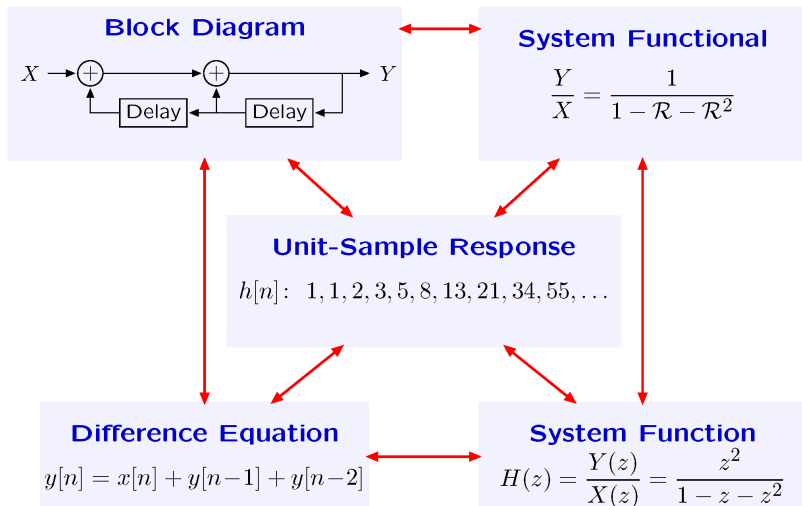 Block Diagram
X + + Y
Delay Delay
System Functional
Y/X = 1/(1 − R − R²)
Unit-Sample Response
h[n]: 1, 1, 2, 3, 5, 8, 13, 21, 34, 55, . . .
Difference Equation
y[n] = x[n] + y[n−1] + y[n−2]
System Function
H(z) = Y(z)/X(z) = z²/(1 − z − z²)